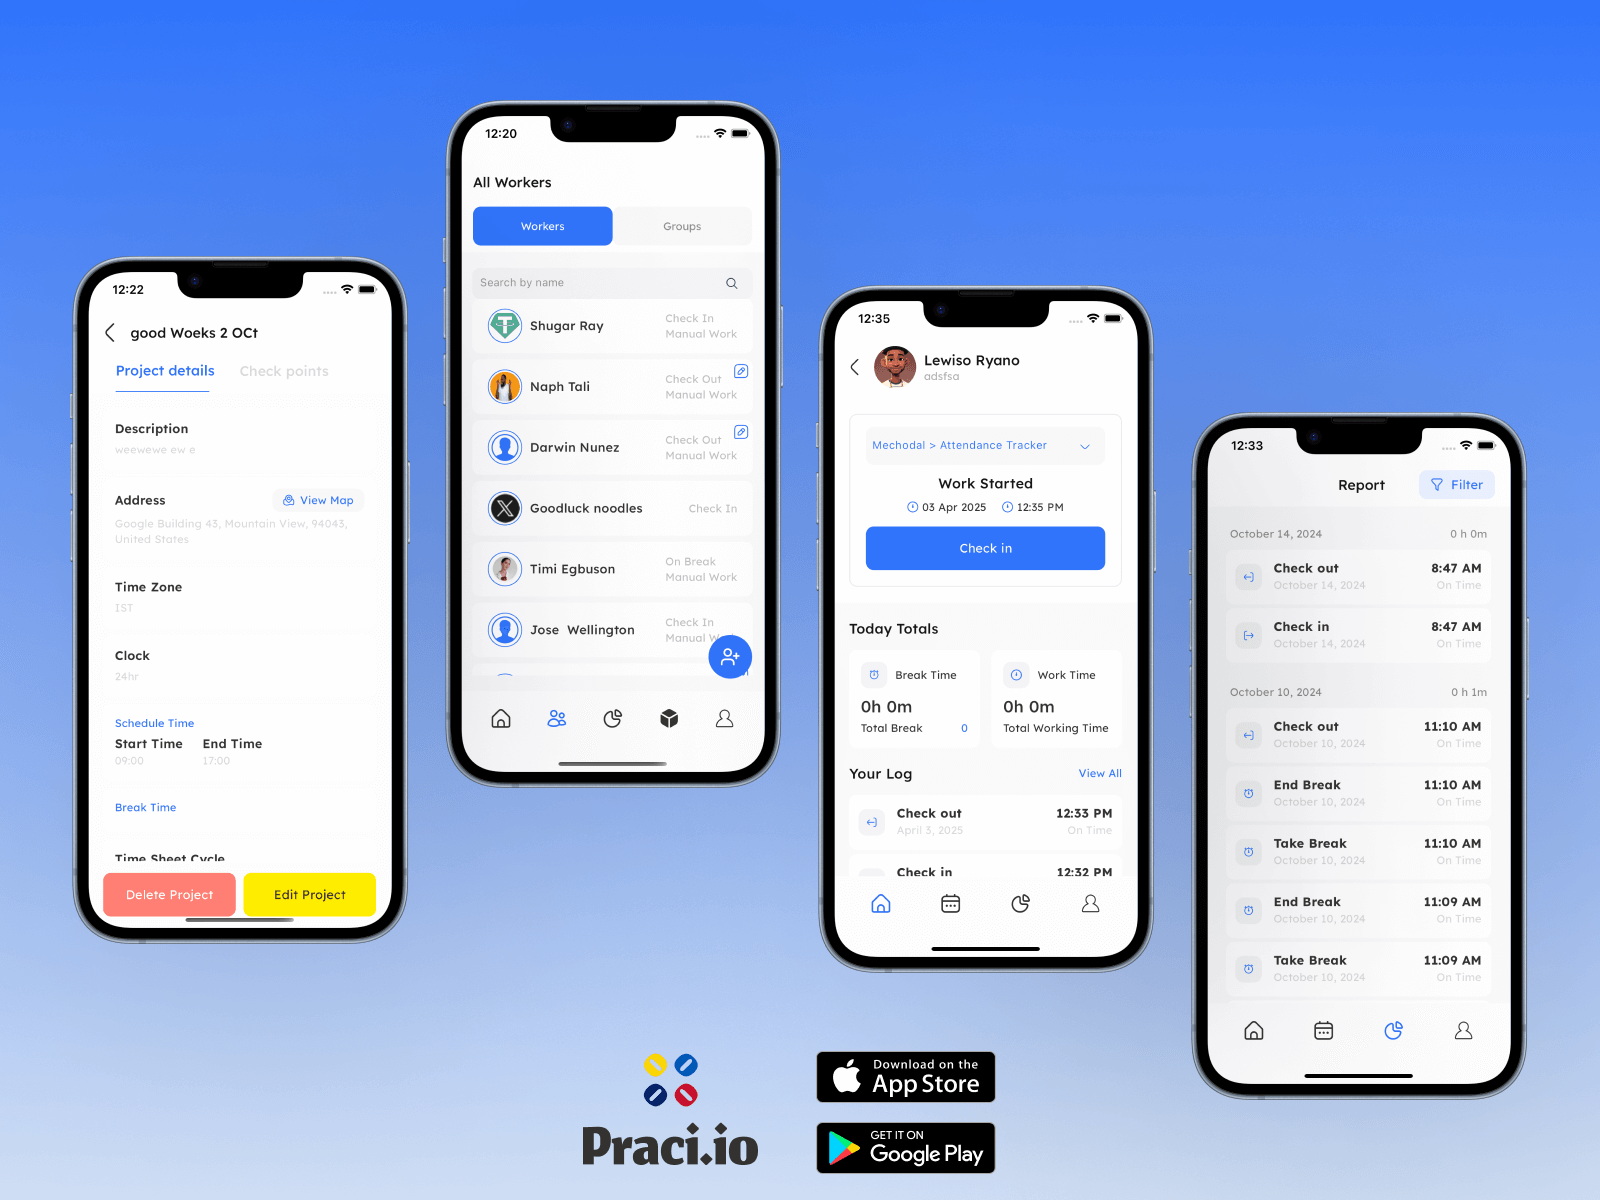 12:22
good Woeks 2 OCt
Project details
Check points
Description
weewewe ew e
Address
View Map
Google Building 43, Mountain View, 94043,
United States
Time Zone
IST
Clock
24hr
Schedule Time
Start Time End Time
09:00 17:00
Break Time
Time Sheet Cycle
Delete Project
Edit Project
12:20
All Workers
Workers
Groups
Search by name
Shugar Ray
Check In
Manual Work
Naph Tali
Check Out
Manual Work
Darwin Nunez
Check Out
Manual Work
Goodluck noodles
Check In
Timi Egbuson
On Break
Manual Work
Jose Wellington
Check In
Manual W
12:35
Lewiso Ryano
adsfsa
Mechodal > Attendance Tracker
Work Started
03 Apr 2025 12:35 PM
Check in
Today Totals
Break Time
0h 0m
Total Break 0
Work Time
0h 0m
Total Working Time
Your Log
View All
Check out 12:33 PM
April 3, 2025 On Time
Check in 12:32 PM
12:33
Report
Filter
October 14, 2024 0 h 0m
Check out 8:47 AM
October 14, 2024 On Time
Check in 8:47 AM
October 14, 2024 On Time
October 10, 2024 0 h 1m
Check out 11:10 AM
October 10, 2024 On Time
End Break 11:10 AM
October 10, 2024 On Time
Take Break 11:10 AM
October 10, 2024 On Time
End Break 11:09 AM
October 10, 2024 On Time
Take Break 11:09 AM
October 10, 2024 On Time
Praci.io
Download on the
App Store
GET IT ON
Google Play